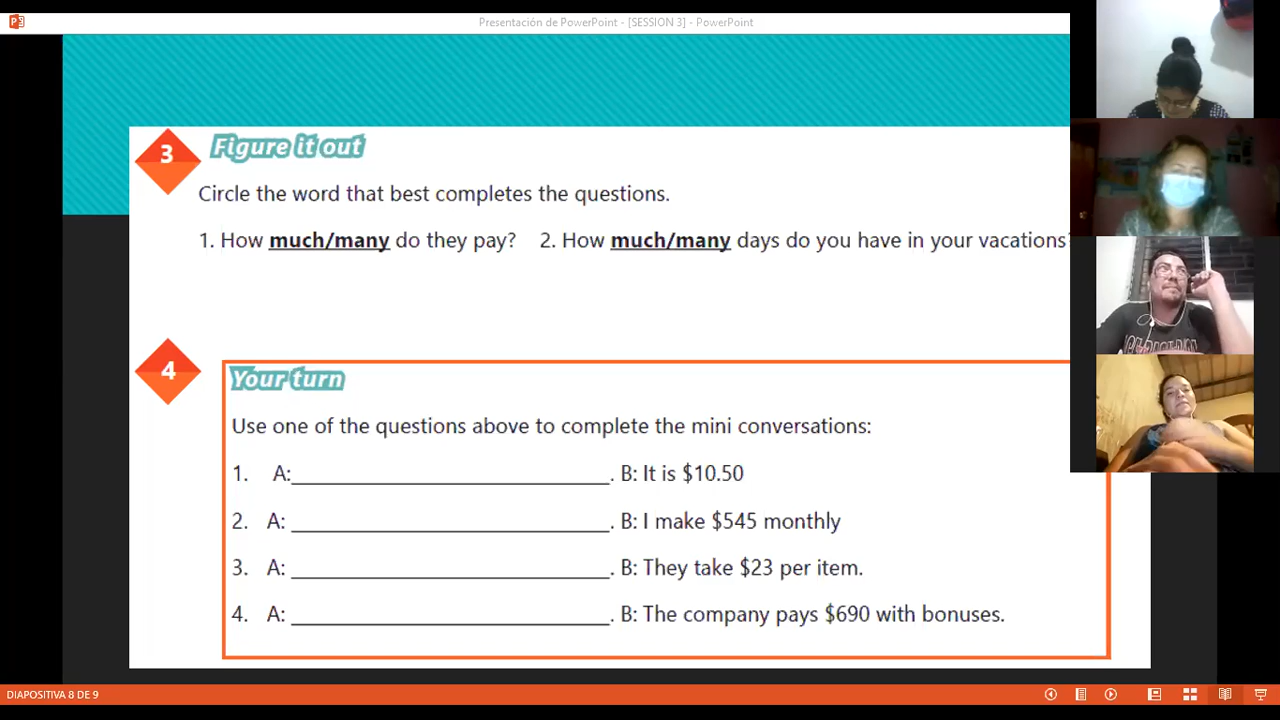 Presentación de PowerPoint - [SESSION 3] - PowerPoint
3 Figure it out
Circle the word that best completes the questions.
1. How much/many do they pay? 2. How much/many days do you have in your vacations?
4 Your turn
Use one of the questions above to complete the mini conversations:
1. A:______________________________. B: It is $10.50
2. A: ______________________________. B: I make $545 monthly
3. A: ______________________________. B: They take $23 per item.
4. A: ______________________________. B: The company pays $690 with bonuses.
DIAPOSITIVA 8 DE 9